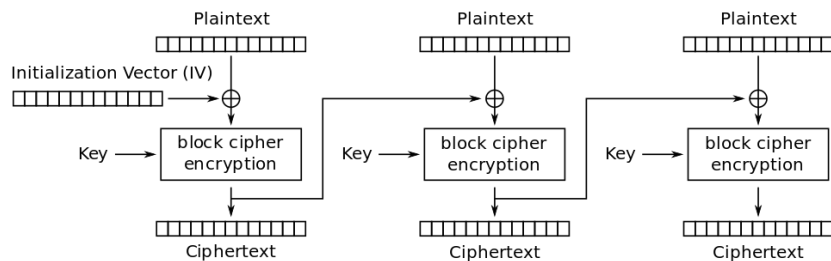 Plaintext
Plaintext
Plaintext
Initialization Vector (IV)
Key
block cipher
encryption
Key
block cipher
encryption
Key
block cipher
encryption
Ciphertext
Ciphertext
Ciphertext